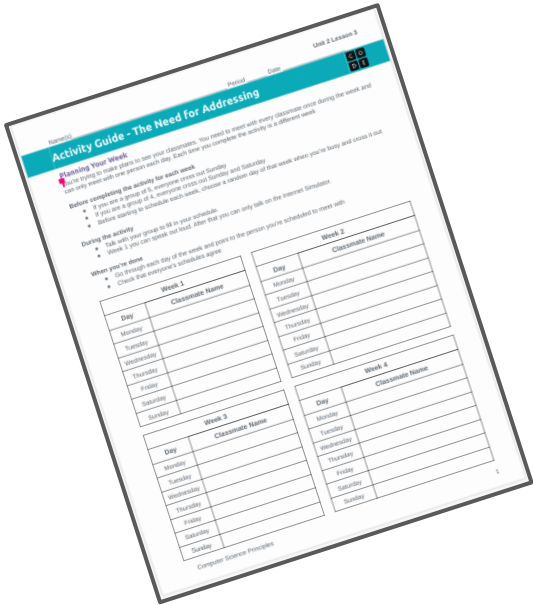 Unit 2 Lesson 3
Name(s) Period Date
CODE
Activity Guide - The Need for Addressing
Planning Your Week
You're trying to make plans to see your classmates. You need to meet with every classmate once during the week and
can only meet with one person each day. Each time you complete the activity is a different week
Before completing the activity for each week
If you are a group of 5, everyone cross out Sunday
If you are a group of 4, everyone cross out Sunday and Saturday
Before starting to schedule each week, choose a random day of that week when you're busy and cross it out
During the activity
Talk with your group to fill in your schedule.
Week 1 you can speak out loud. After that you can only talk on the Internet Simulator.
When you're done
Go through each day of the week and point to the person you're scheduled to meet with
Check that everyone's schedules agree
Week 1
Day Classmate Name
Monday
Tuesday
Wednesday
Thursday
Friday
Saturday
Sunday
Week 2
Day Classmate Name
Monday
Tuesday
Wednesday
Thursday
Friday
Saturday
Sunday
Week 3
Day Classmate Name
Monday
Tuesday
Wednesday
Thursday
Friday
Saturday
Sunday
Week 4
Day Classmate Name
Monday
Tuesday
Wednesday
Thursday
Friday
Saturday
Sunday
1
Computer Science Principles